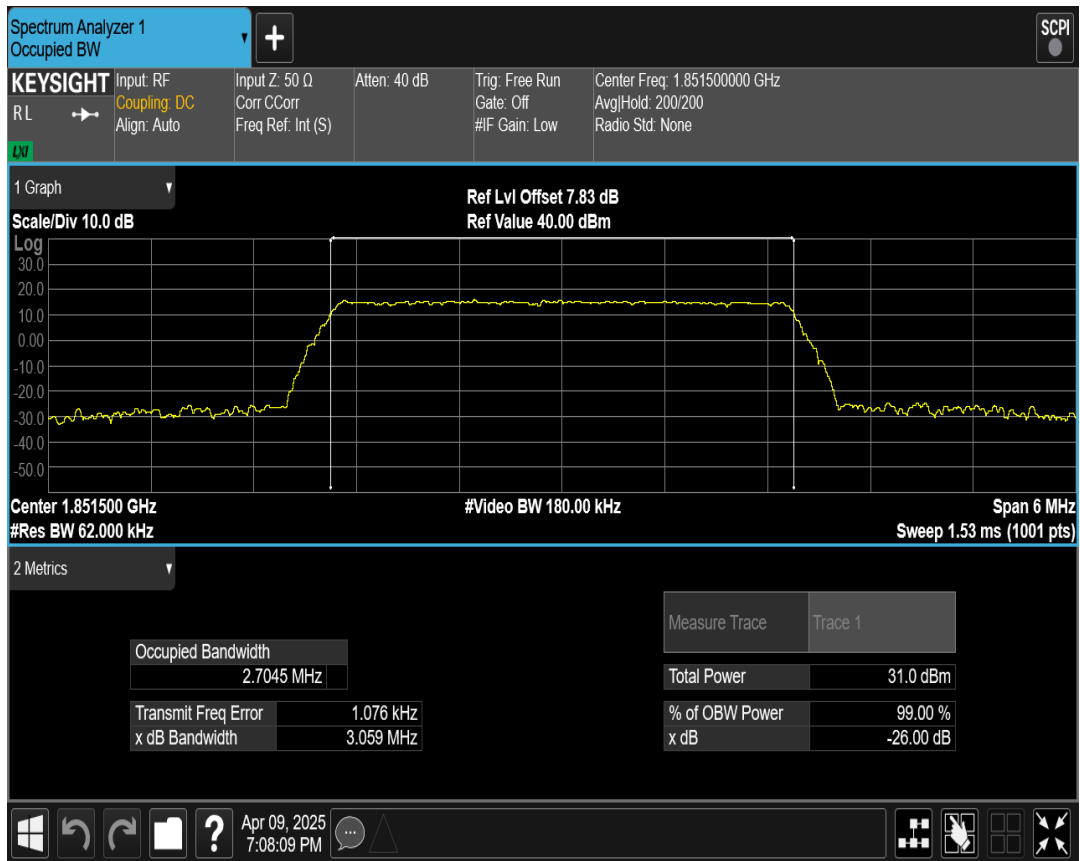 Spectrum Analyzer 1
Occupied BW
+
SCPI
KEYSIGHT
RL
LXI
Input: RF
Coupling: DC
Align: Auto
Input Z: 50 Ω
Corr CCorr
Freq Ref: Int (S)
Atten: 40 dB
Trig: Free Run
Gate: Off
#IF Gain: Low
Center Freq: 1.851500000 GHz
Avg|Hold: 200/200
Radio Std: None
1 Graph
Scale/Div 10.0 dB
Ref Lvl Offset 7.83 dB
Ref Value 40.00 dBm
Log
30.0
20.0
10.0
0.00
-10.0
-20.0
-30.0
-40.0
-50.0
Center 1.851500 GHz
#Video BW 180.00 kHz
Span 6 MHz
#Res BW 62.000 kHz
Sweep 1.53 ms (1001 pts)
2 Metrics
Measure Trace Trace 1
Occupied Bandwidth
2.7045 MHz
Total Power 31.0 dBm
Transmit Freq Error 1.076 kHz
% of OBW Power 99.00 %
x dB Bandwidth 3.059 MHz
x dB -26.00 dB
?
Apr 09, 2025
7:08:09 PM